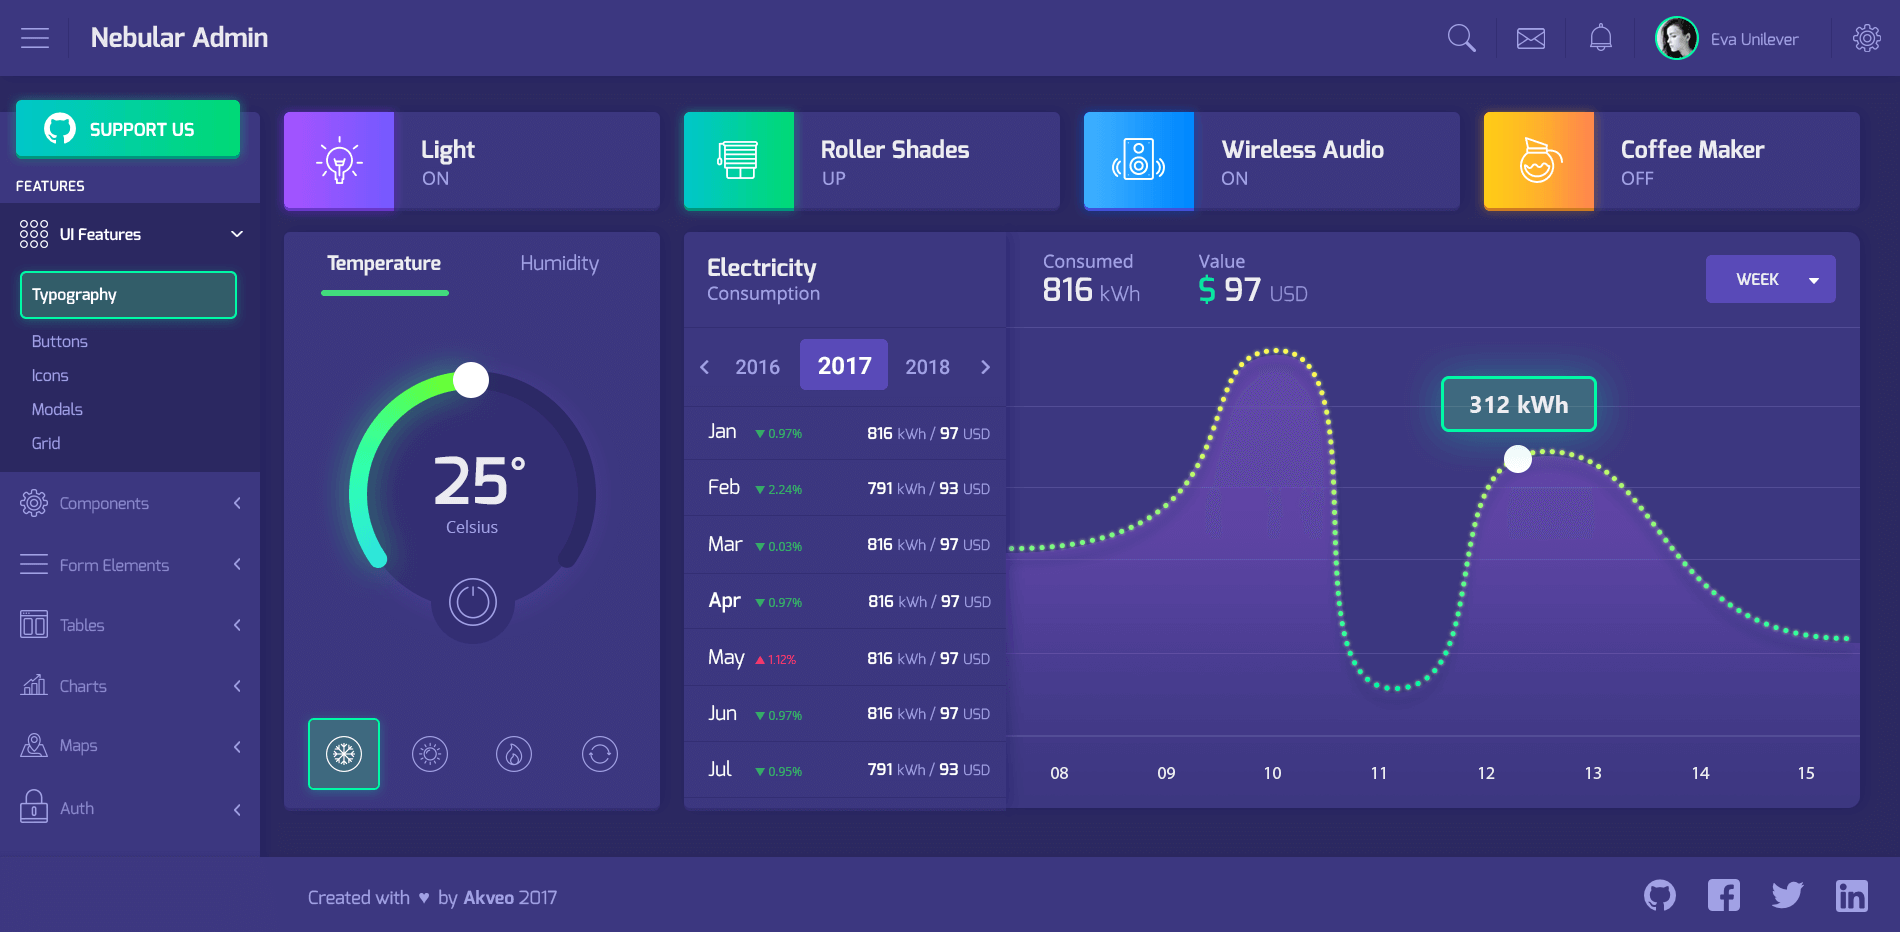 Nebular Admin
Eva Unilever
SUPPORT US
FEATURES
UI Features
Typography
Buttons
Icons
Modals
Grid
Components
Form Elements
Tables
Charts
Maps
Auth
Light
ON
Roller Shades
UP
Wireless Audio
ON
Coffee Maker
OFF
Temperature
Humidity
25°
Celsius
Electricity
Consumption
2016 2017 2018
Jan ▼ 0.97% 816 kWh / 97 USD
Feb ▼ 2.24% 791 kWh / 93 USD
Mar ▼ 0.03% 816 kWh / 97 USD
Apr ▼ 0.97% 816 kWh / 97 USD
May ▲ 1.12% 816 kWh / 97 USD
Jun ▼ 0.97% 816 kWh / 97 USD
Jul ▼ 0.95% 791 kWh / 93 USD
Consumed
816 kWh
Value
$ 97 USD
WEEK
312 kWh
08 09 10 11 12 13 14 15
Created with ♥ by Akveo 2017